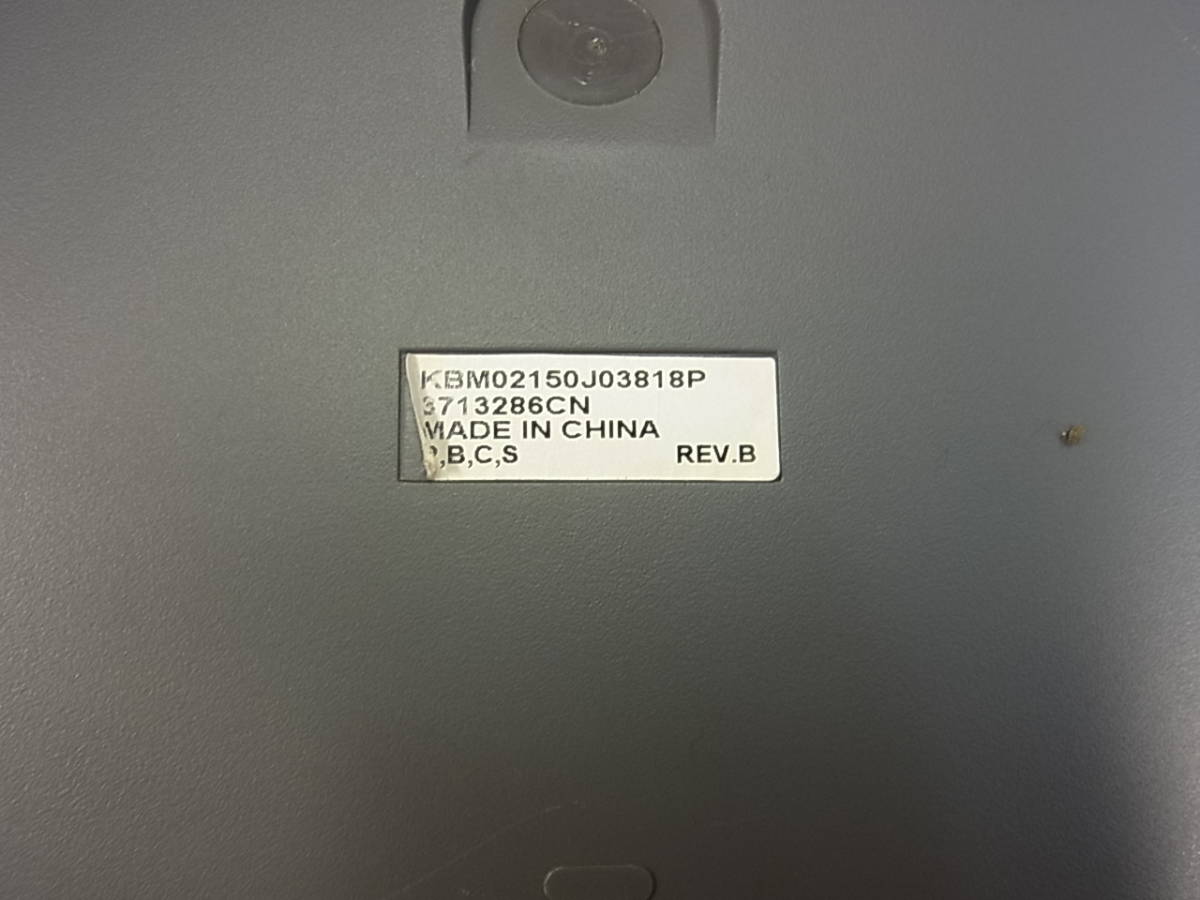 KBM02150J03818P
3713286CN
MADE IN CHINA
,B,C,S REV.B